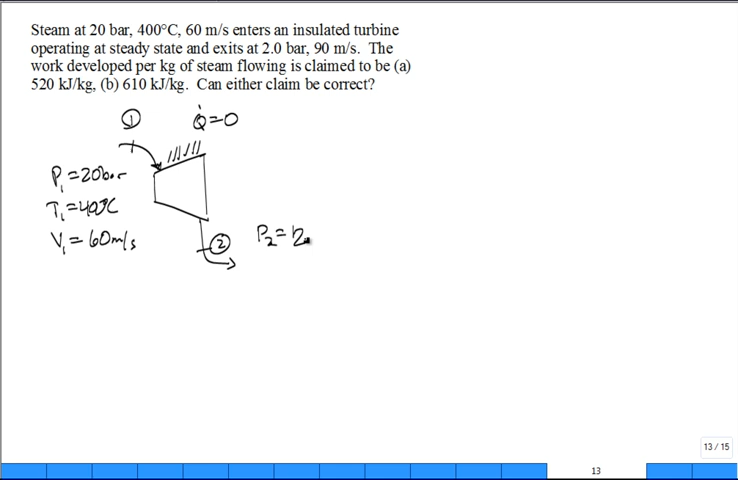 Steam at 20 bar, 400°C, 60 m/s enters an insulated turbine
operating at steady state and exits at 2.0 bar, 90 m/s.  The
work developed per kg of steam flowing is claimed to be (a)
520 kJ/kg, (b) 610 kJ/kg.  Can either claim be correct?
① Q̇=0
P₁=20bar
T₁=400°C
V₁=60m/s
② P₂=2.
13 / 15
13